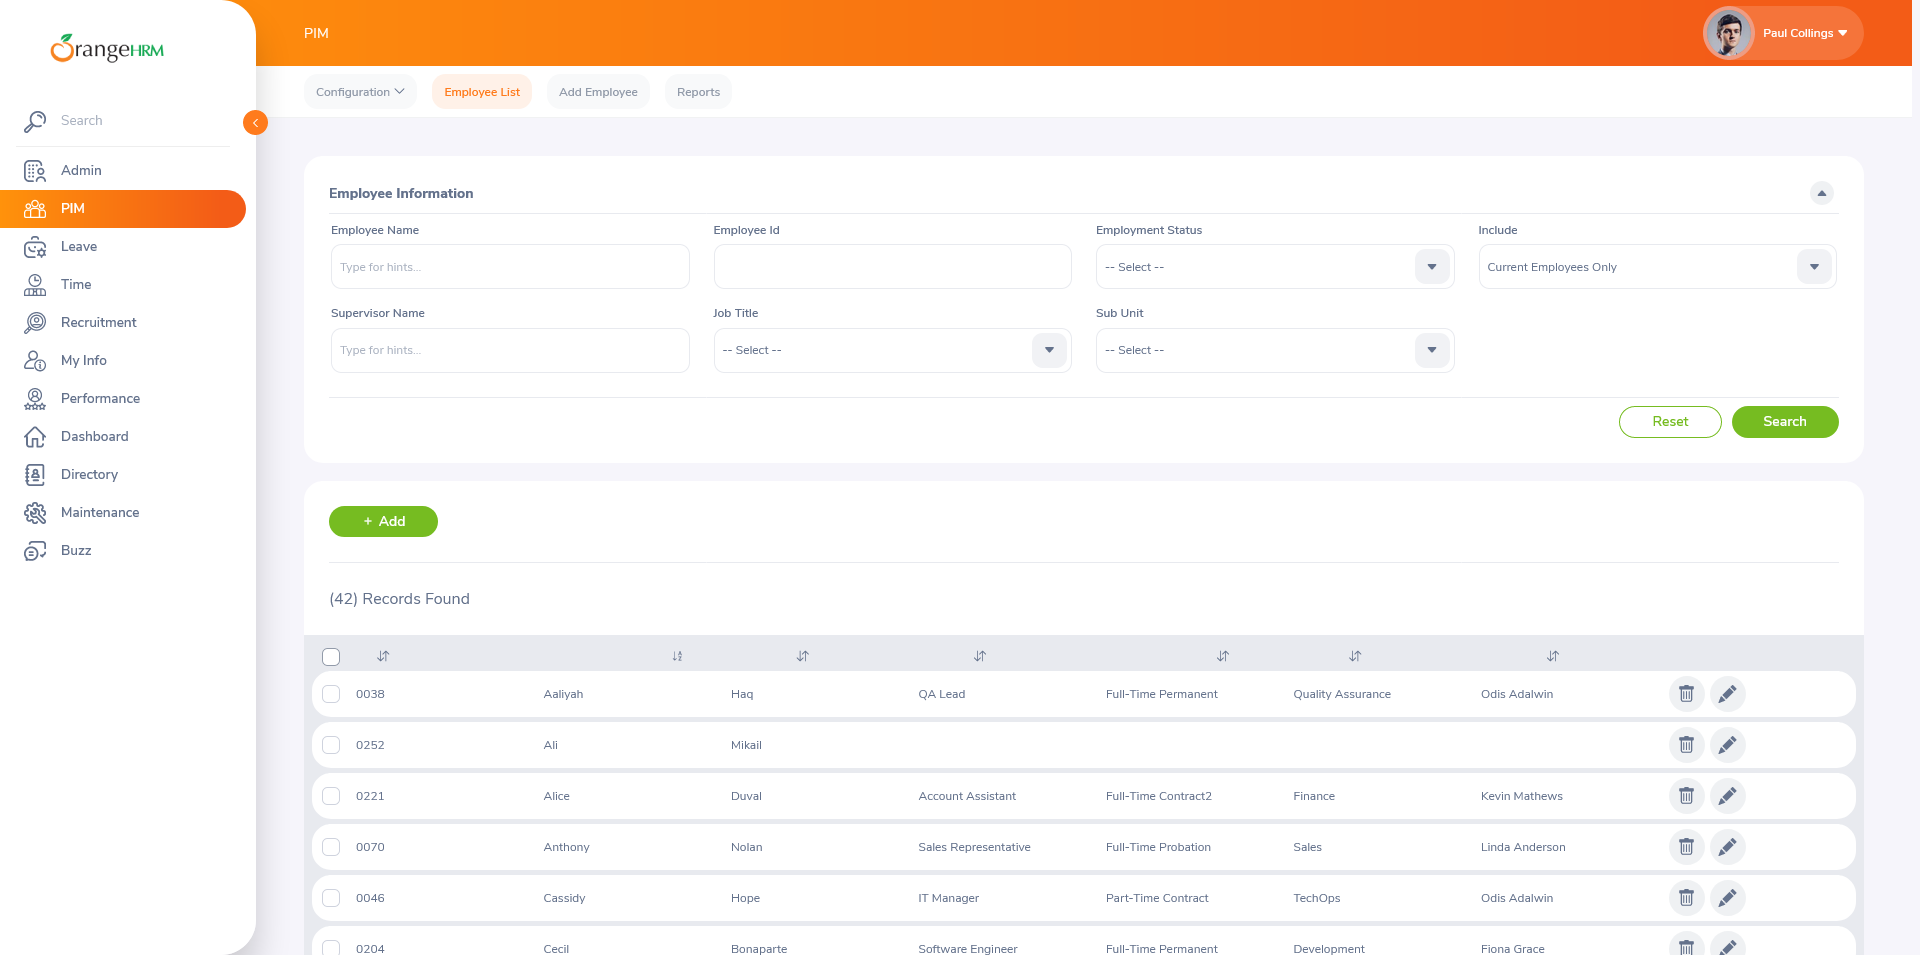 OrangeHRM
PIM
Paul Collings
Search
Configuration
Employee List
Add Employee
Reports
Admin
PIM
Leave
Time
Recruitment
My Info
Performance
Dashboard
Directory
Maintenance
Buzz
Employee Information
Employee Name
Employee Id
Employment Status
Include
Type for hints...
-- Select --
Current Employees Only
Supervisor Name
Job Title
Sub Unit
Type for hints...
-- Select --
-- Select --
Reset
Search
+ Add
(42) Records Found
0038 Aaliyah Haq QA Lead Full-Time Permanent Quality Assurance Odis Adalwin
0252 Ali Mikail
0221 Alice Duval Account Assistant Full-Time Contract2 Finance Kevin Mathews
0070 Anthony Nolan Sales Representative Full-Time Probation Sales Linda Anderson
0046 Cassidy Hope IT Manager Part-Time Contract TechOps Odis Adalwin
0204 Cecil Bonaparte Software Engineer Full-Time Permanent Development Fiona Grace